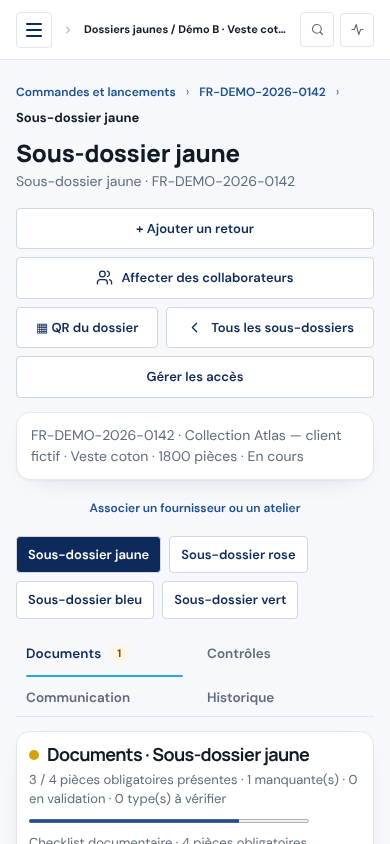 Dossiers jaunes / Démo B · Veste cot…
Commandes et lancements › FR-DEMO-2026-0142 ›
Sous-dossier jaune
Sous-dossier jaune
Sous-dossier jaune · FR-DEMO-2026-0142
+ Ajouter un retour
Affecter des collaborateurs
QR du dossier
Tous les sous-dossiers
Gérer les accès
FR-DEMO-2026-0142 · Collection Atlas — client
fictif · Veste coton · 1800 pièces · En cours
Associer un fournisseur ou un atelier
Sous-dossier jaune
Sous-dossier rose
Sous-dossier bleu
Sous-dossier vert
Documents 1
Contrôles
Communication
Historique
Documents · Sous-dossier jaune
3 / 4 pièces obligatoires présentes · 1 manquante(s) · 0
en validation · 0 type(s) à vérifier
Checklist documentaire · 4 pièces obligatoires